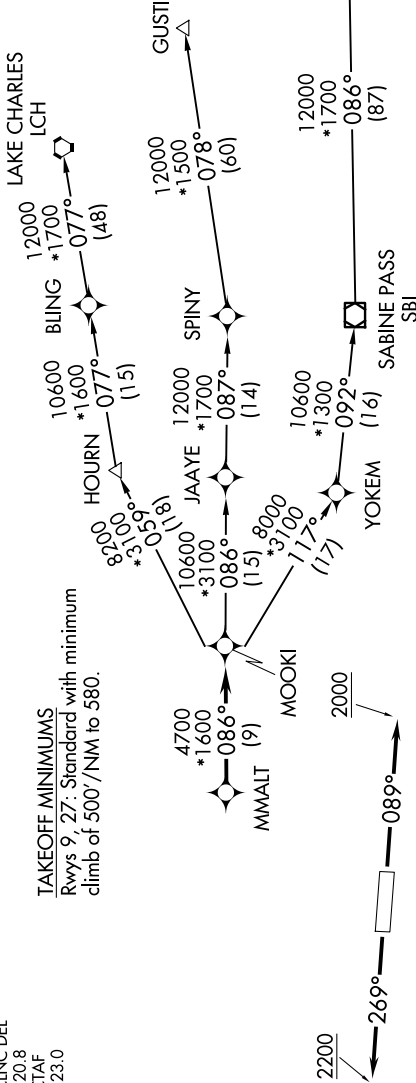 LNC DEL
20.8
TAF
23.0
TAKEOFF MINIMUMS
Rwys 9, 27: Standard with minimum
climb of 500'/NM to 580.
LAKE CHARLES
LCH
12000
*1700
077°
(48)
BLING
10600
*1600
077°
(15)
HOURN
8200
*3100
059°
(18)
GUSTI
12000
*1500
078°
(60)
SPINY
12000
*1700
087°
(14)
JAAYE
10600
*3100
086°
(15)
MOOKI
4700
*1600
086°
(9)
MMALT
8000
*3100
117°
(17)
YOKEM
10600
*1300
092°
(16)
SABINE PASS
SBI
12000
*1700
086°
(87)
2200
269°
089°
2000